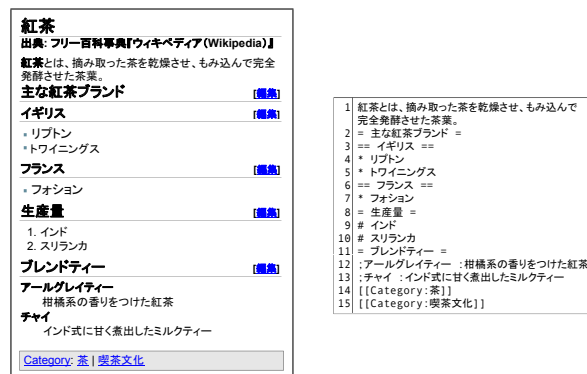 紅茶
出典: フリー百科事典『ウィキペディア(Wikipedia)』
紅茶とは、摘み取った茶を乾燥させ、もみ込んで完全
発酵させた茶葉。
主な紅茶ブランド [編集]
イギリス [編集]
リプトン
トワイニングス
フランス [編集]
フォション
生産量 [編集]
1. インド
2. スリランカ
ブレンドティー [編集]
アールグレイティー
柑橘系の香りをつけた紅茶
チャイ
インド式に甘く煮出したミルクティー
Category: 茶 | 喫茶文化
1 紅茶とは、摘み取った茶を乾燥させ、もみ込んで
完全発酵させた茶葉。
2 = 主な紅茶ブランド =
3 == イギリス ==
4 * リプトン
5 * トワイニングス
6 == フランス ==
7 * フォション
8 = 生産量 =
9 # インド
10 # スリランカ
11 = ブレンドティー =
12 ;アールグレイティー :柑橘系の香りをつけた紅茶
13 ;チャイ :インド式に甘く煮出したミルクティー
14 [[Category:茶]]
15 [[Category:喫茶文化]]